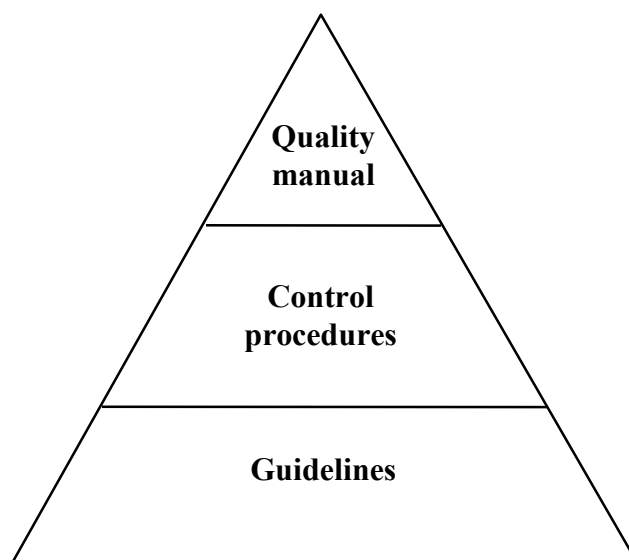 Quality
manual
Control
procedures
Guidelines